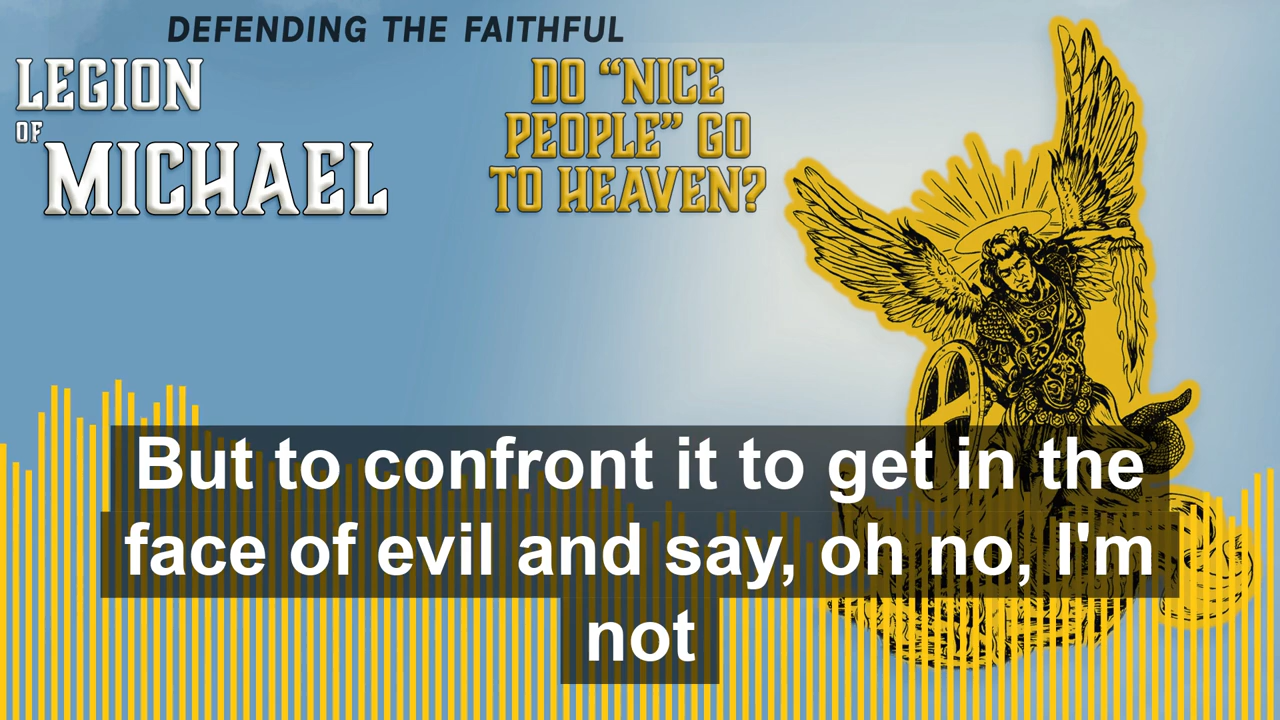 DEFENDING THE FAITHFUL
LEGION
OF
MICHAEL
DO “NICE
PEOPLE” GO
TO HEAVEN?
But to confront it to get in the
face of evil and say, oh no, I'm
not